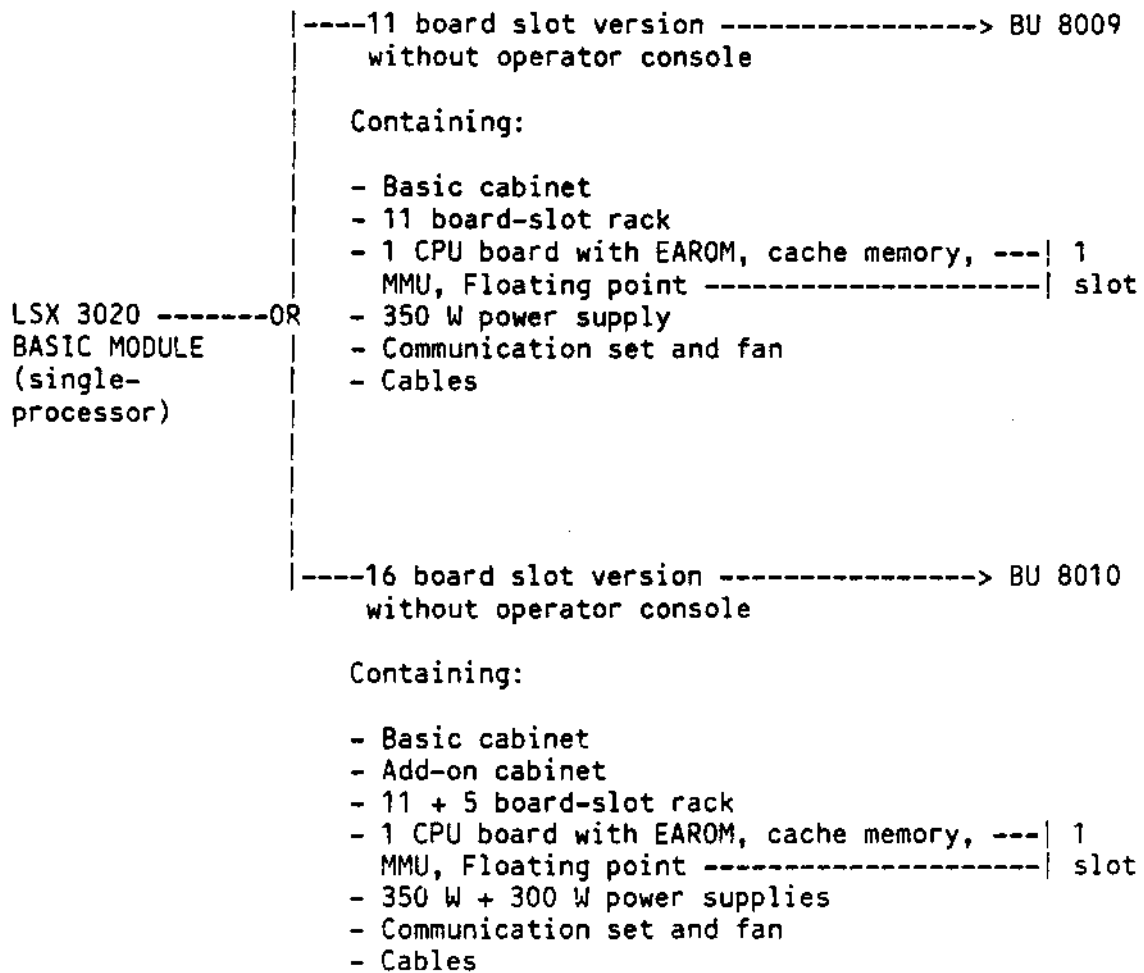 |----11 board slot version ----------------> BU 8009
without operator console
Containing:
- Basic cabinet
- 11 board-slot rack
- 1 CPU board with EAROM, cache memory, ---| 1
MMU, Floating point ---------------------| slot
LSX 3020 -------OR - 350 W power supply
BASIC MODULE | - Communication set and fan
(single- | - Cables
processor) |
|----16 board slot version ----------------> BU 8010
without operator console
Containing:
- Basic cabinet
- Add-on cabinet
- 11 + 5 board-slot rack
- 1 CPU board with EAROM, cache memory, ---| 1
MMU, Floating point ---------------------| slot
- 350 W + 300 W power supplies
- Communication set and fan
- Cables